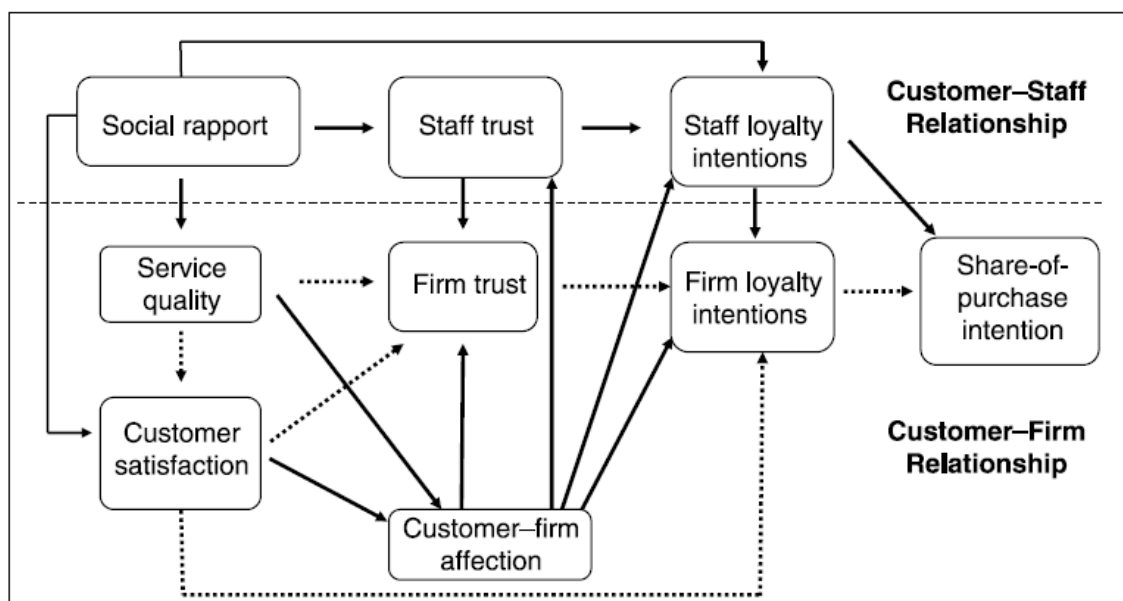 Social rapport
Staff trust
Staff loyalty
intentions
Customer–Staff
Relationship
Service
quality
Firm trust
Firm loyalty
intentions
Share-of-
purchase
intention
Customer
satisfaction
Customer–firm
affection
Customer–Firm
Relationship